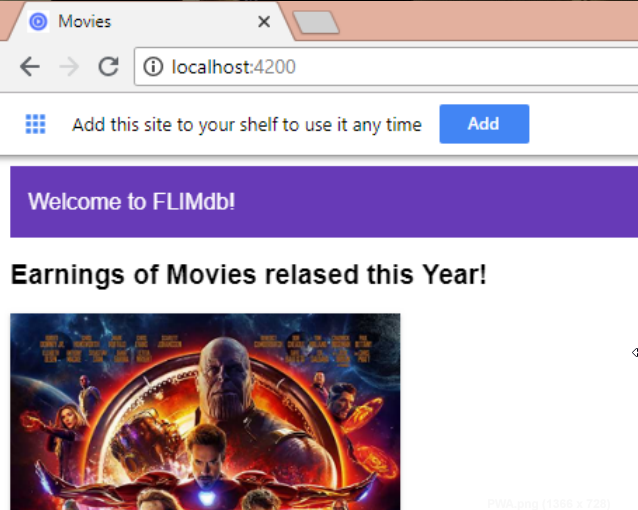 Movies
localhost:4200
Add this site to your shelf to use it any time
Add
Welcome to FLIMdb!
Earnings of Movies relased this Year!
PWA.png (1366 x 728)